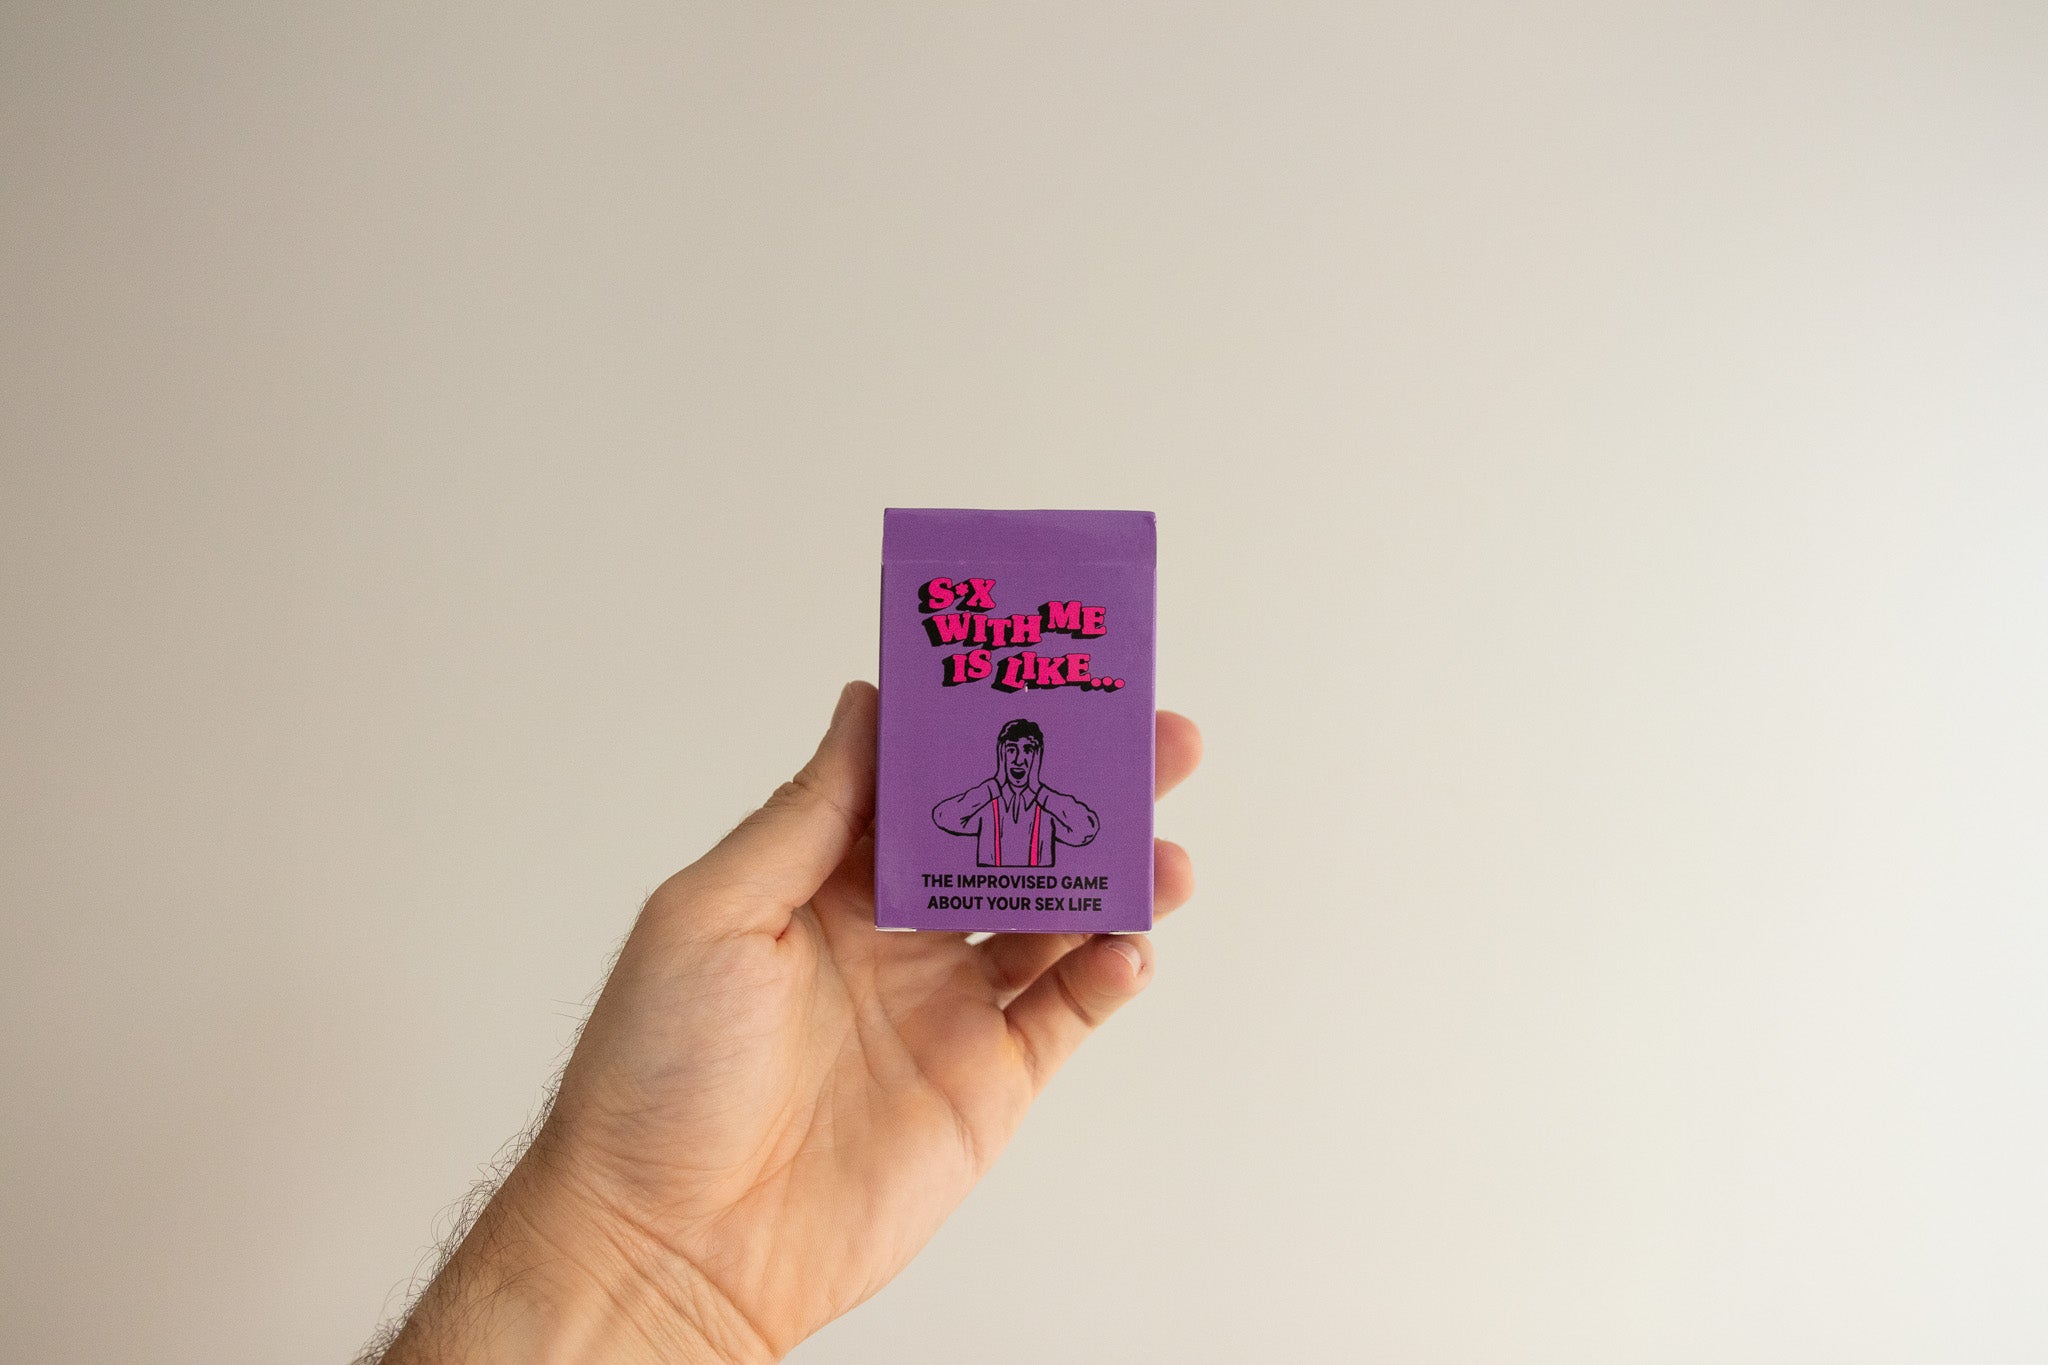 S*X
WITH ME
IS LIKE...
THE IMPROVISED GAME
ABOUT YOUR SEX LIFE